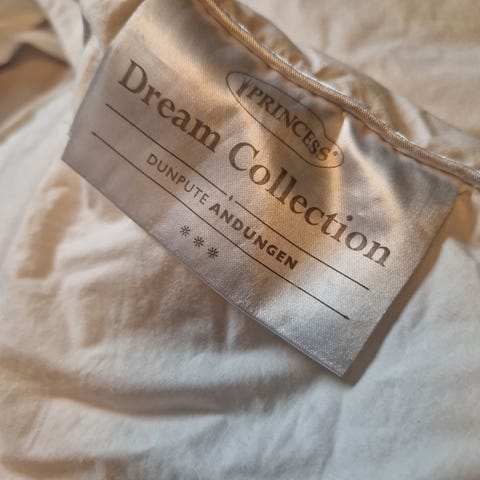 PRINCESS®
Dream Collection
DUNPUTE ANDUNGEN
***